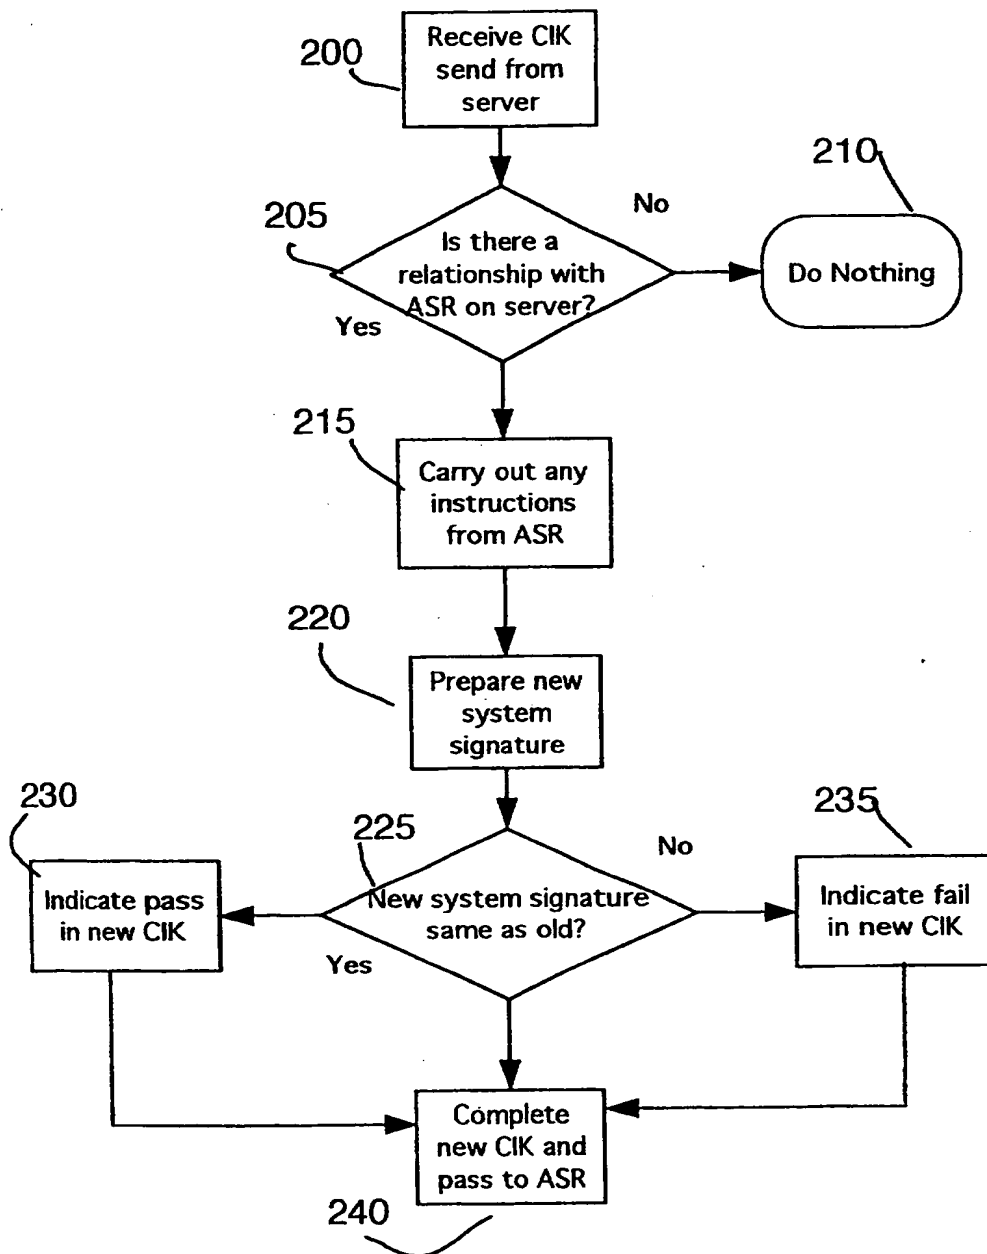 200
Receive CIK
send from
server
210
205
No
Is there a
relationship with
ASR on server?
Do Nothing
Yes
215
Carry out any
instructions
from ASR
220
Prepare new
system
signature
230
225
235
No
Indicate pass
in new CIK
New system signature
same as old?
Indicate fail
in new CIK
Yes
Complete
new CIK and
pass to ASR
240